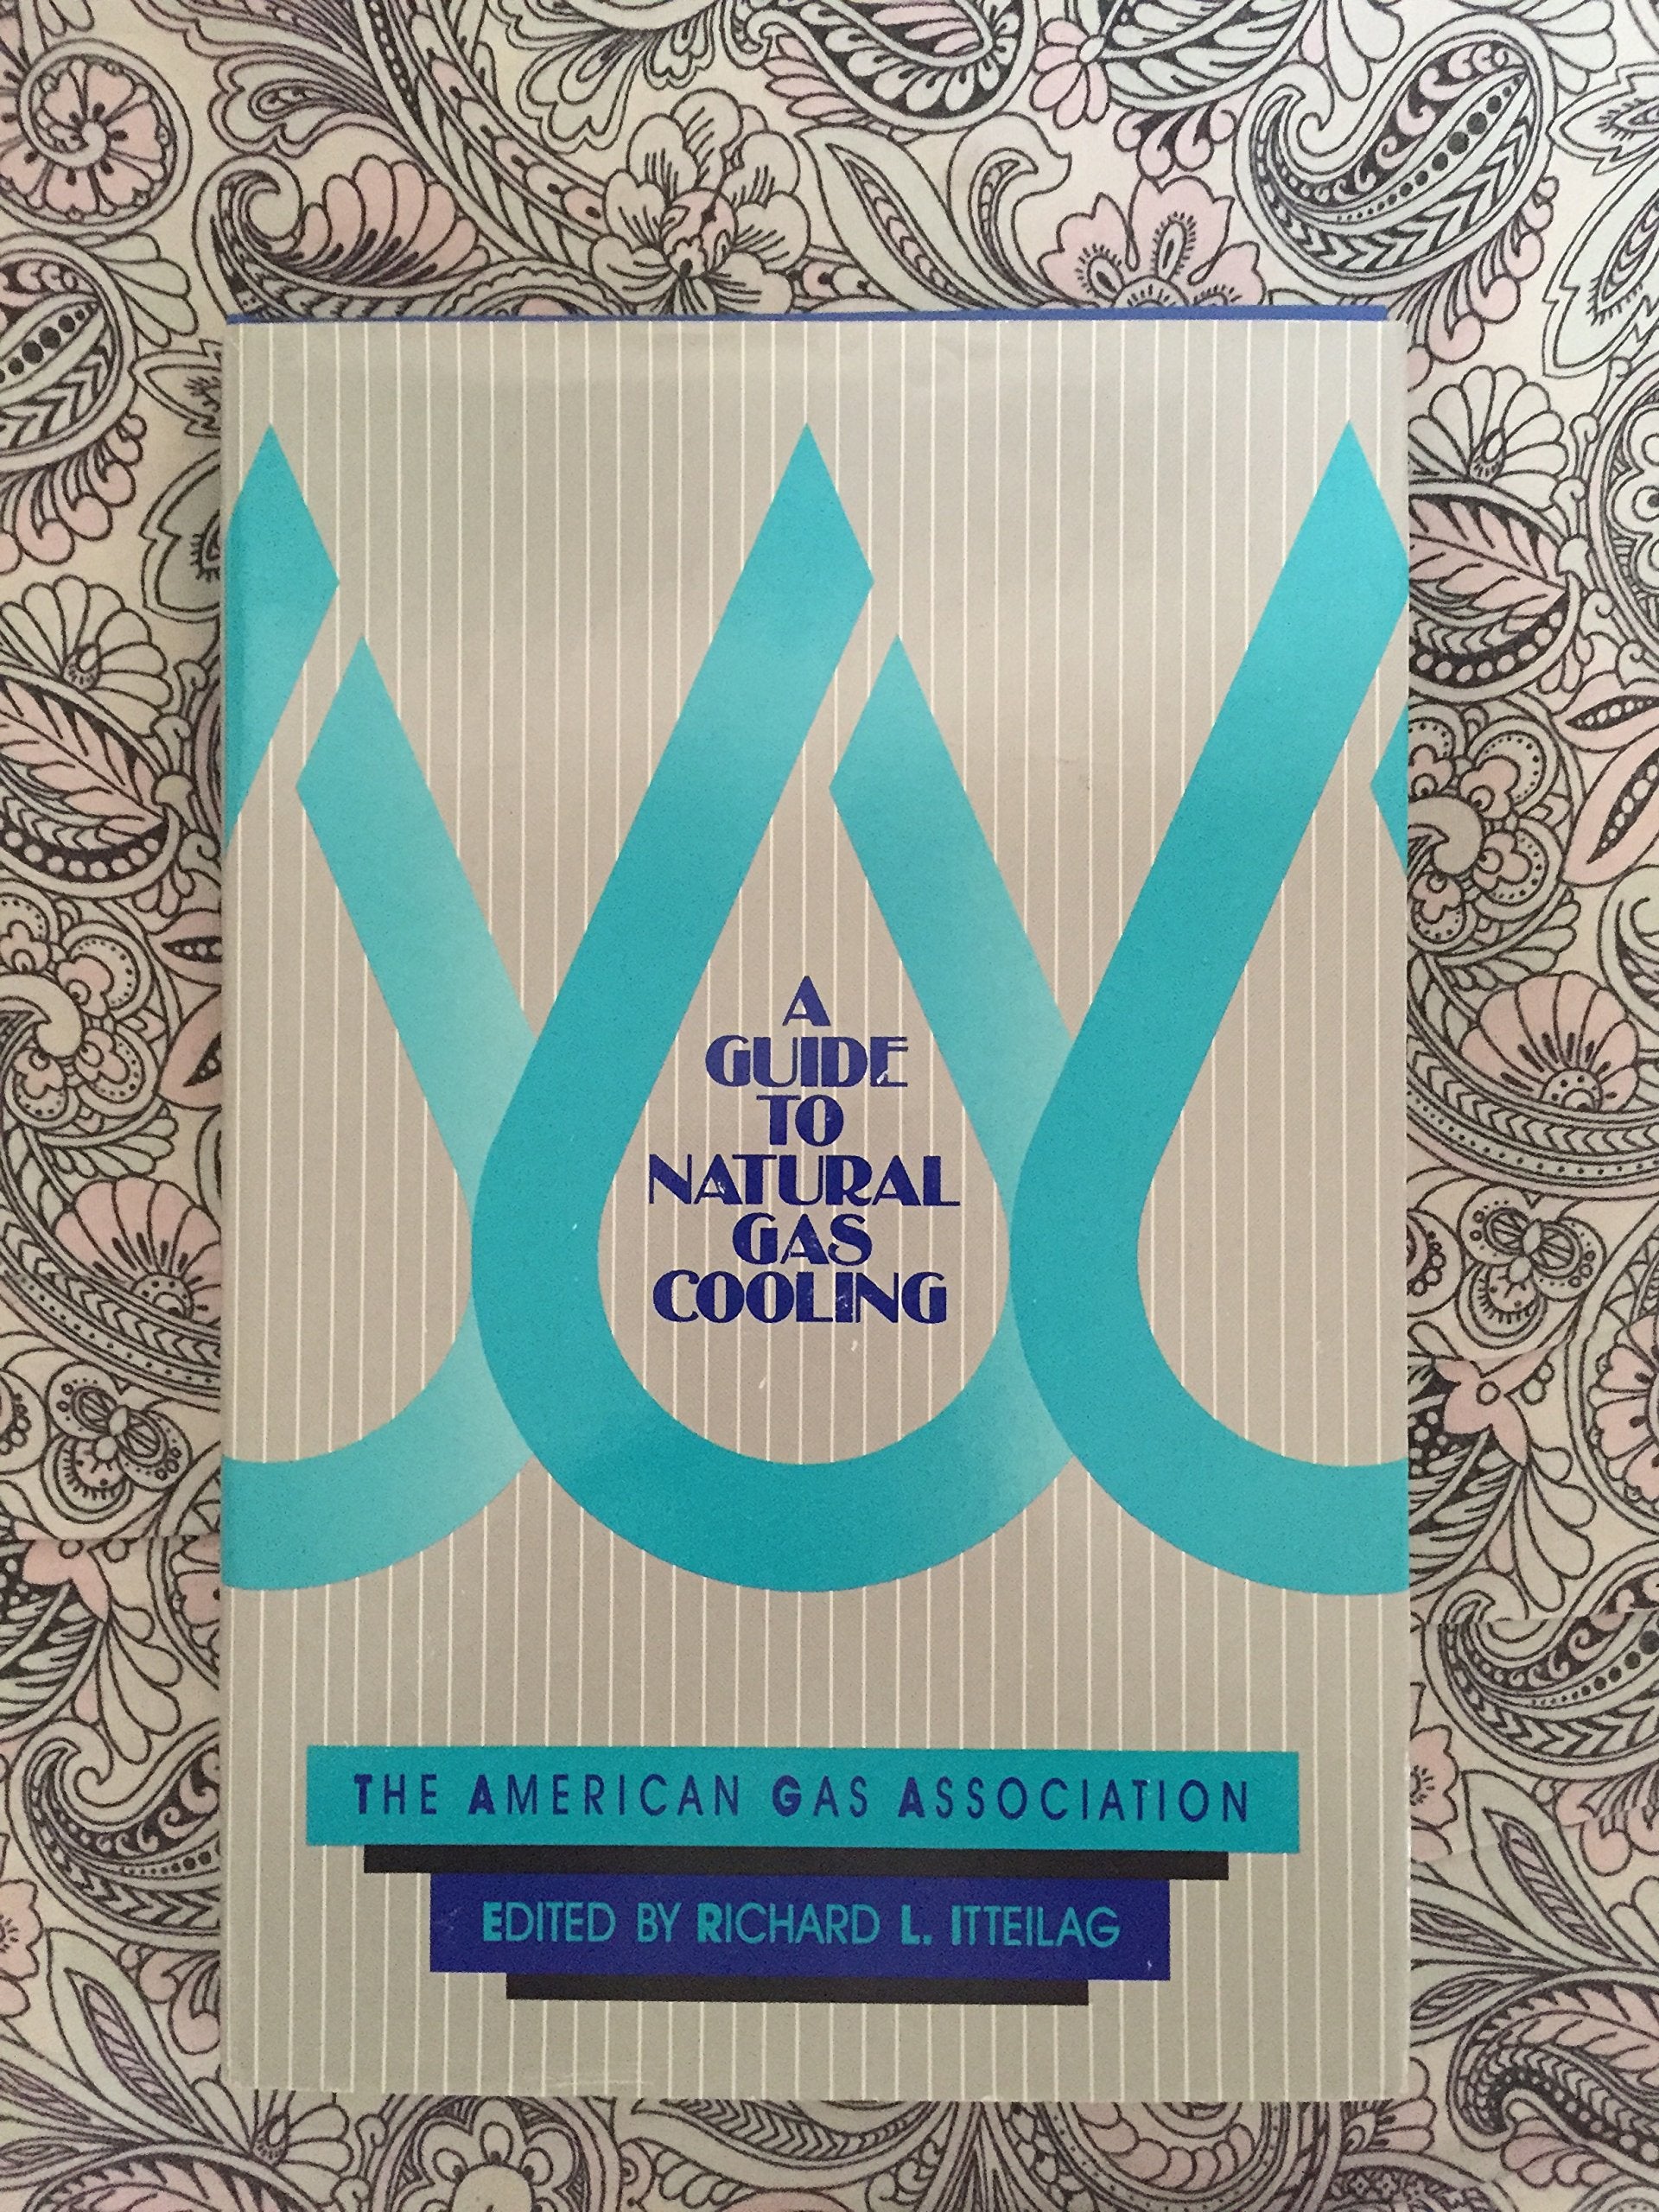 A
GUIDE
TO
NATURAL
GAS
COOLING
THE AMERICAN GAS ASSOCIATION
EDITED BY RICHARD L. ITTEILAG